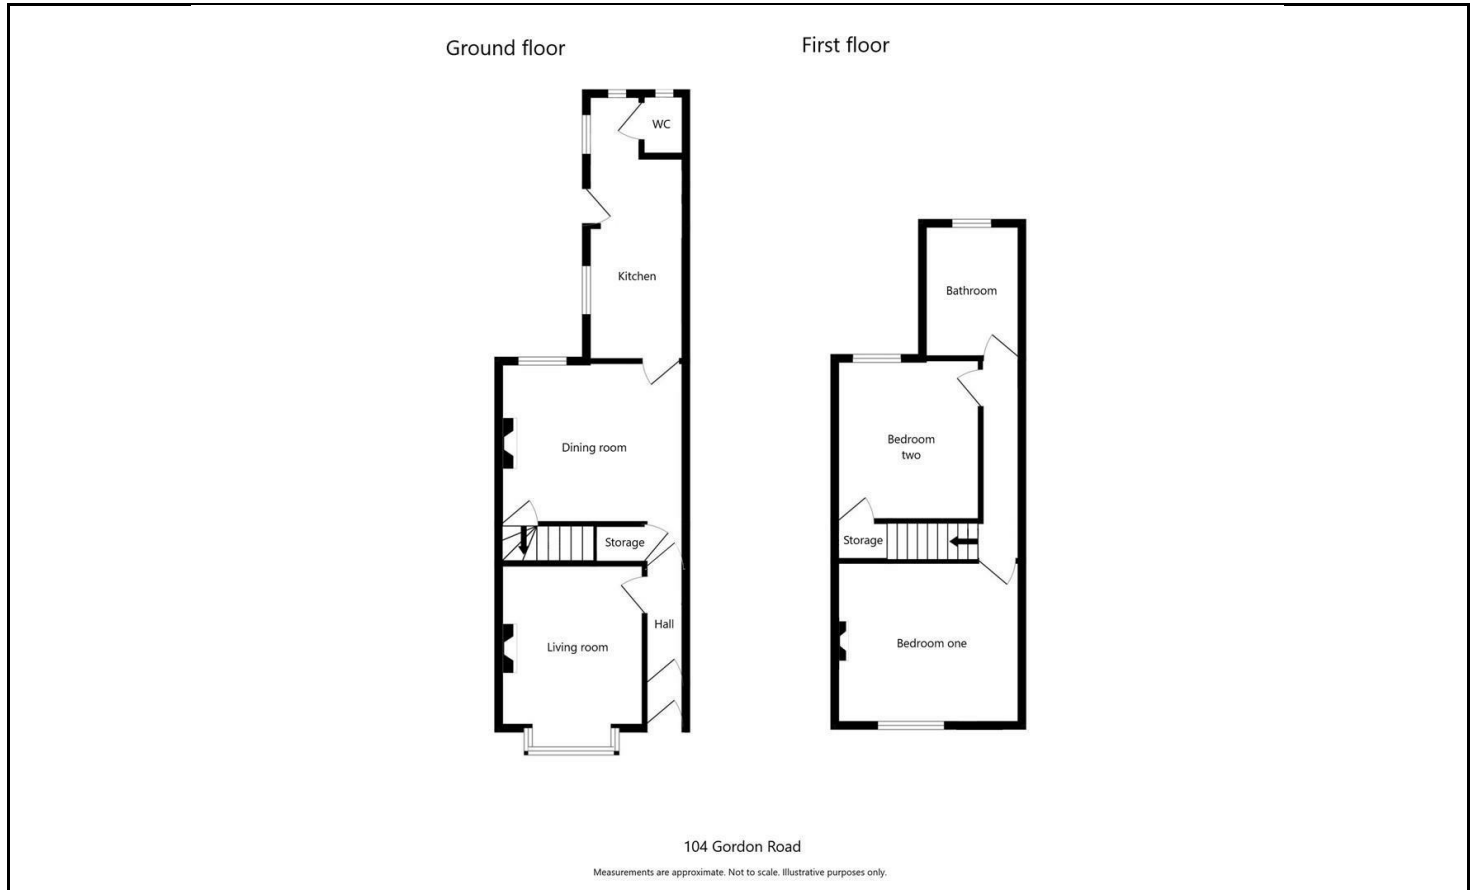 Ground floor
First floor
WC
Kitchen
Bathroom
Dining room
Bedroom
two
Storage
Storage
Hall
Living room
Bedroom one
104 Gordon Road
Measurements are approximate. Not to scale. Illustrative purposes only.